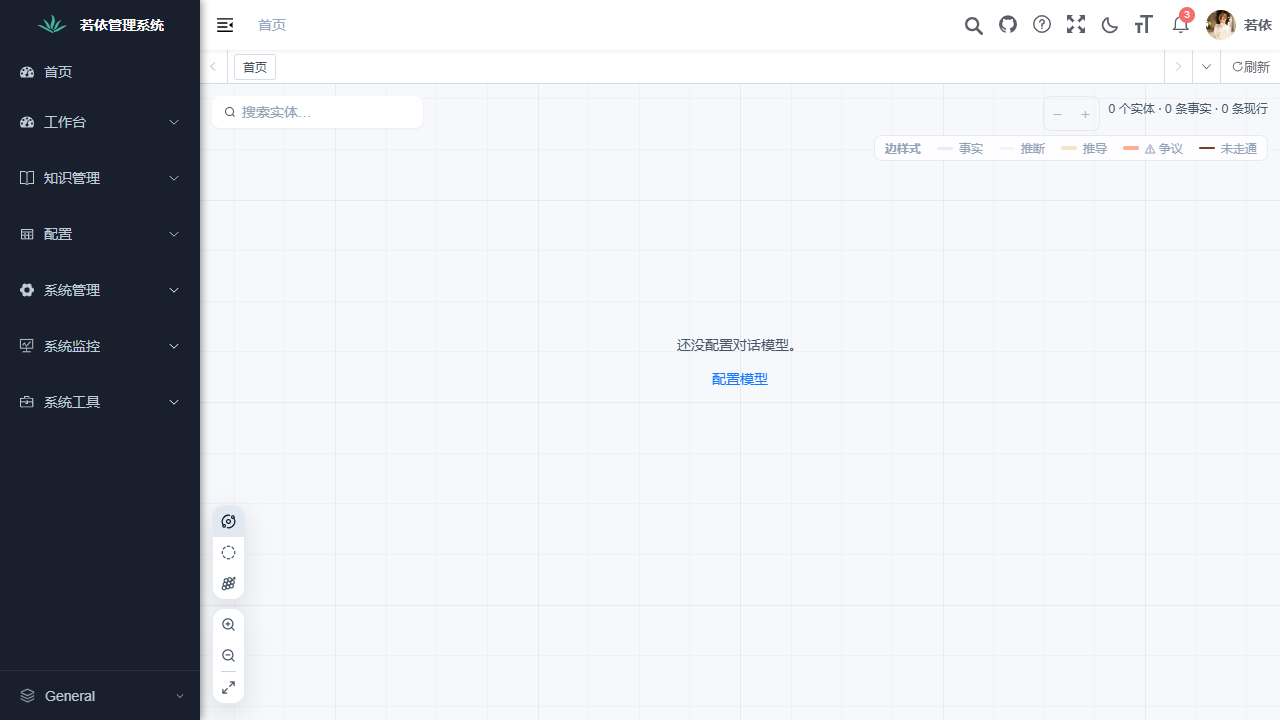 若依管理系统
首页
工作台
知识管理
配置
系统管理
系统监控
系统工具
General
首页
3
若依
首页
刷新
搜索实体...
0 个实体 · 0 条事实 · 0 条现行
边样式 事实 推断 推导 ⚠ 争议 未走通
还没配置对话模型。
配置模型